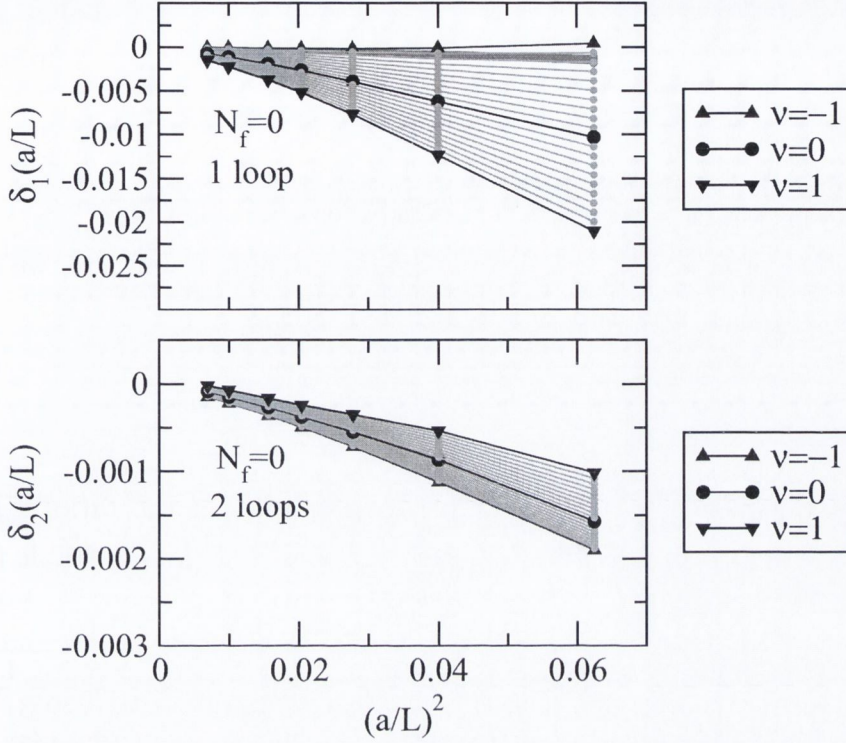 δ₁(a/L)
0
-0.005
-0.01
-0.015
-0.02
-0.025
N_f=0
1 loop
ν=-1
ν=0
ν=1
δ₂(a/L)
0
-0.001
-0.002
-0.003
N_f=0
2 loops
ν=-1
ν=0
ν=1
0 0.02 0.04 0.06
(a/L)²